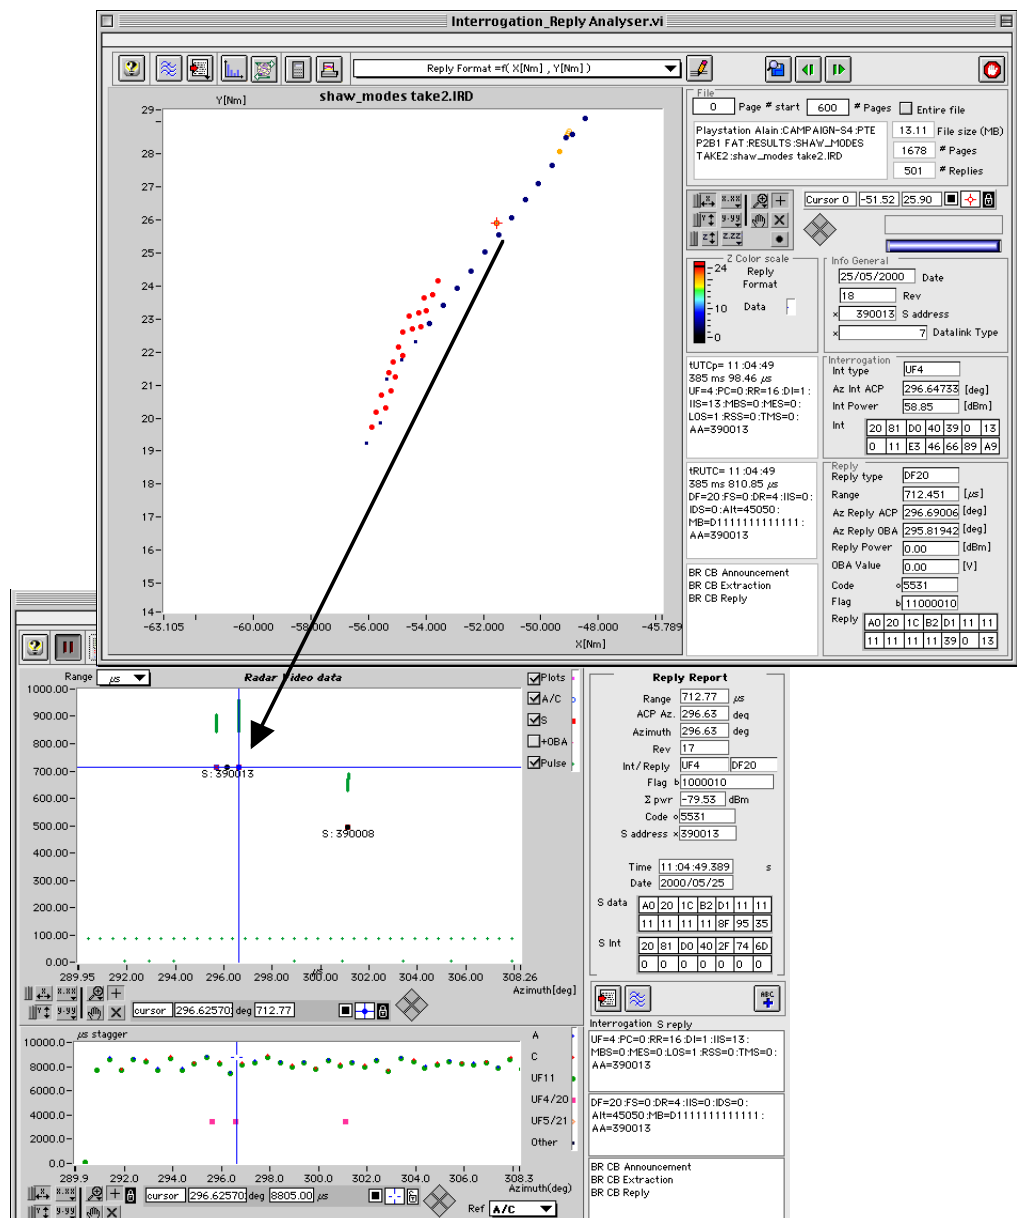 Interrogation_Reply Analyser.vi
Reply Format =f( X[Nm] , Y[Nm] )
shaw_modes take2.IRD
Y[Nm]
29
28
27
26
25
24
23
22
21
20
19
18
17
16
15
14
-63.105 -60.000 -58.000 -56.000 -54.000 -52.000 -50.000 -48.000 -45.789
X[Nm]
File
0 Page # start 600 # Pages Entire file
Playstation Alain :CAMPAIGN-S4 :PTE
P2B1 FAT :RESULTS :SHAW_MODES
TAKE2 :shaw_modes take2.IRD
13.11 File size (MB)
1678 # Pages
501 # Replies
Cursor 0 -51.52 25.90
Z Color scale
24
10
0
Reply
Format
Data
Info General
25/05/2000 Date
18 Rev
x 390013 S address
x 7 Datalink Type
tUTCp= 11:04:49
385 ms 98.46 µs
UF=4 :PC=0 :RR=16 :DI=1 :
IIS=13 :MBS=0 :MES=0 :
LOS=1 :RSS=0 :TMS=0 :
AA=390013
Interrogation
Int type UF4
Az Int ACP 296.64733 [deg]
Int Power 58.85 [dBm]
Int 20 81 D0 40 39 0 13
0 11 E3 46 66 89 A9
tRUTC= 11:04:49
385 ms 810.85 µs
DF=20 :FS=0 :DR=4 :IIS=0 :
IDS=0 :Alt=45050 :
MB=D1111111111111 :
AA=390013
Reply
Reply type DF20
Range 712.451 [µs]
Az Reply ACP 296.69006 [deg]
Az Reply OBA 295.81942 [deg]
Reply Power 0.00 [dBm]
OBA Value 0.00 [V]
Code o 5531
Flag b 11000010
Reply A0 20 1C B2 D1 11 11
11 11 11 11 39 0 13
BR CB Announcement
BR CB Extraction
BR CB Reply
Range µs
Radar Video data
1000.00
900.00
800.00
700.00
600.00
500.00
400.00
300.00
200.00
100.00
0.00
S: 390013
S: 390008
289.95 292.00 294.00 296.00 298.00 300.00 302.00 304.00 306.00 308.26
µs
Azimuth[deg]
Plots
A/C
S
+OBA
Pulse
cursor 296.62570 deg 712.77
Reply Report
Range 712.77 µs
ACP Az. 296.63 deg
Azimuth 296.63 deg
Rev 17
Int/Reply UF4 DF20
Flag b 1000010
Σ pwr -79.53 dBm
Code o 5531
S address x 390013
Time 11:04:49.389 s
Date 2000/05/25
S data A0 20 1C B2 D1 11 11
11 11 11 11 8F 95 35
S Int 20 81 D0 40 2F 74 6D
0 0 0 0 0 0 0
ABC
µs stagger
10000.0
8000.0
6000.0
4000.0
2000.0
0.0
289.9 292.0 294.0 296.0 298.0 300.0 302.0 304.0 306.0 308.3
Azimuth(deg)
A
C
UF11
UF4/20
UF5/21
Other
cursor 296.62570 deg 8805.00 µs
Ref A/C
Interrogation S reply
UF=4 :PC=0 :RR=16 :DI=1 :IIS=13 :
MBS=0 :MES=0 :LOS=1 :RSS=0 :TMS=0 :
AA=390013
DF=20 :FS=0 :DR=4 :IIS=0 :IDS=0 :
Alt=45050 :MB=D1111111111111 :
AA=390013
BR CB Announcement
BR CB Extraction
BR CB Reply